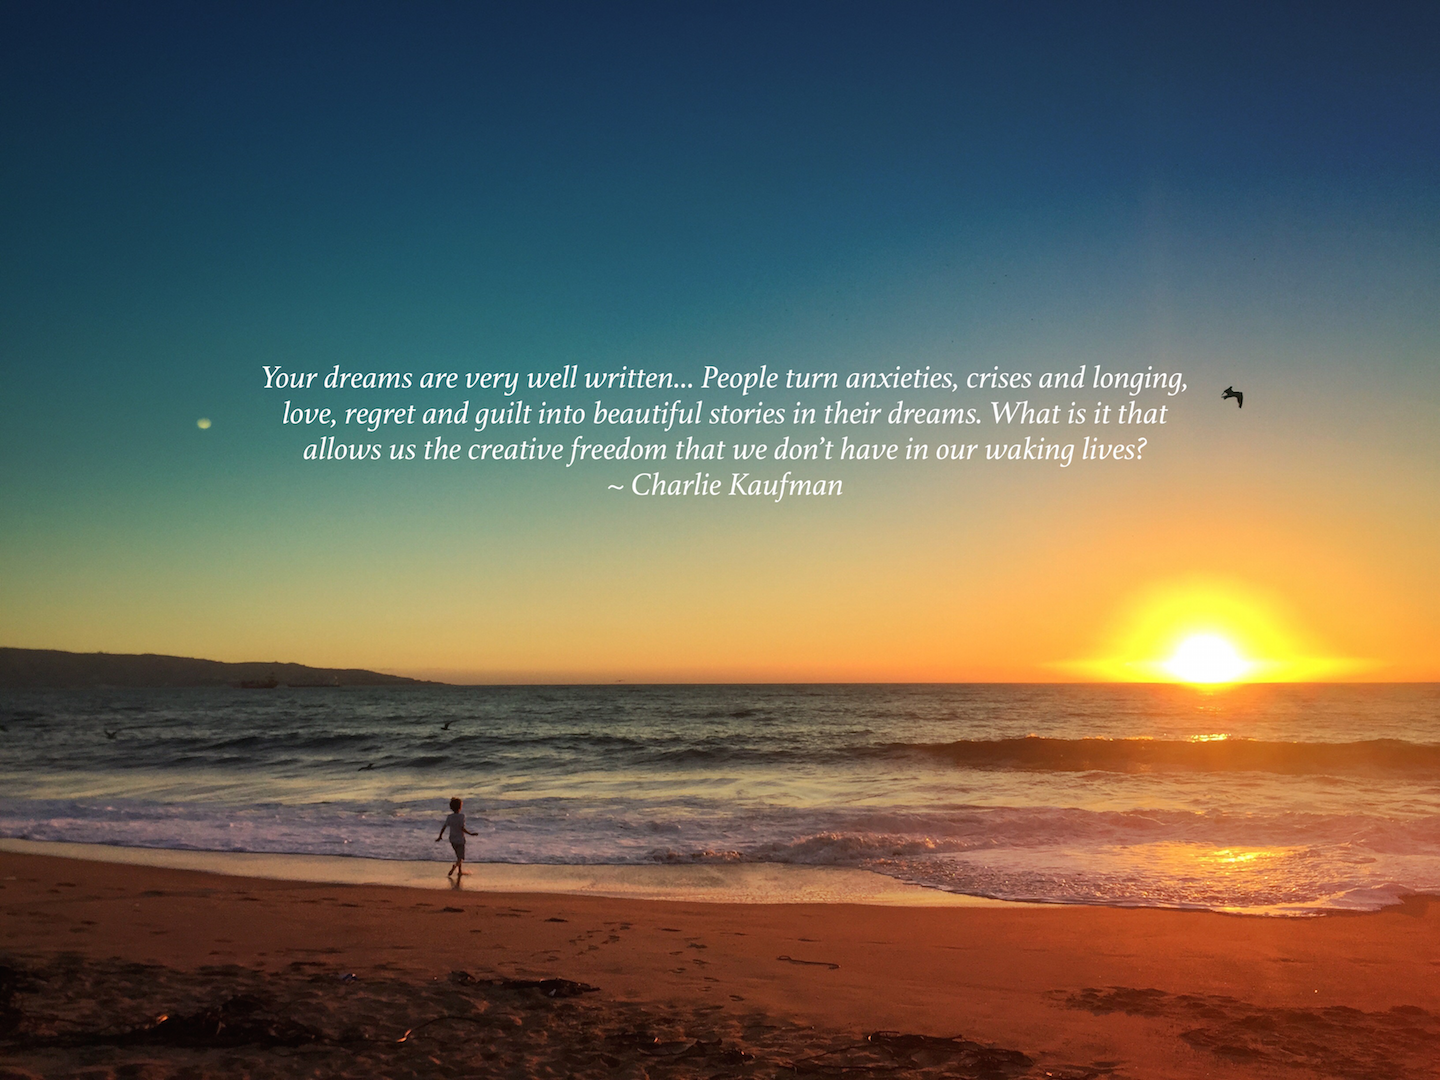 Your dreams are very well written... People turn anxieties, crises and longing,
love, regret and guilt into beautiful stories in their dreams. What is it that
allows us the creative freedom that we don’t have in our waking lives?
~ Charlie Kaufman